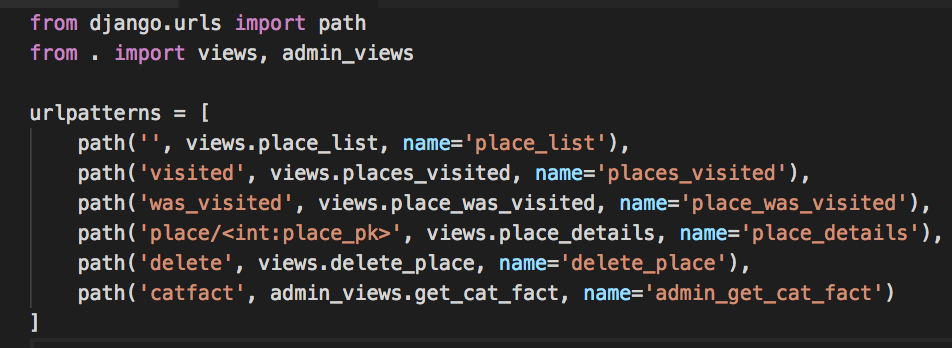 from django.urls import path
from . import views, admin_views
urlpatterns = [
    path('', views.place_list, name='place_list'),
    path('visited', views.places_visited, name='places_visited'),
    path('was_visited', views.place_was_visited, name='place_was_visited'),
    path('place/<int:place_pk>', views.place_details, name='place_details'),
    path('delete', views.delete_place, name='delete_place'),
    path('catfact', admin_views.get_cat_fact, name='admin_get_cat_fact')
]